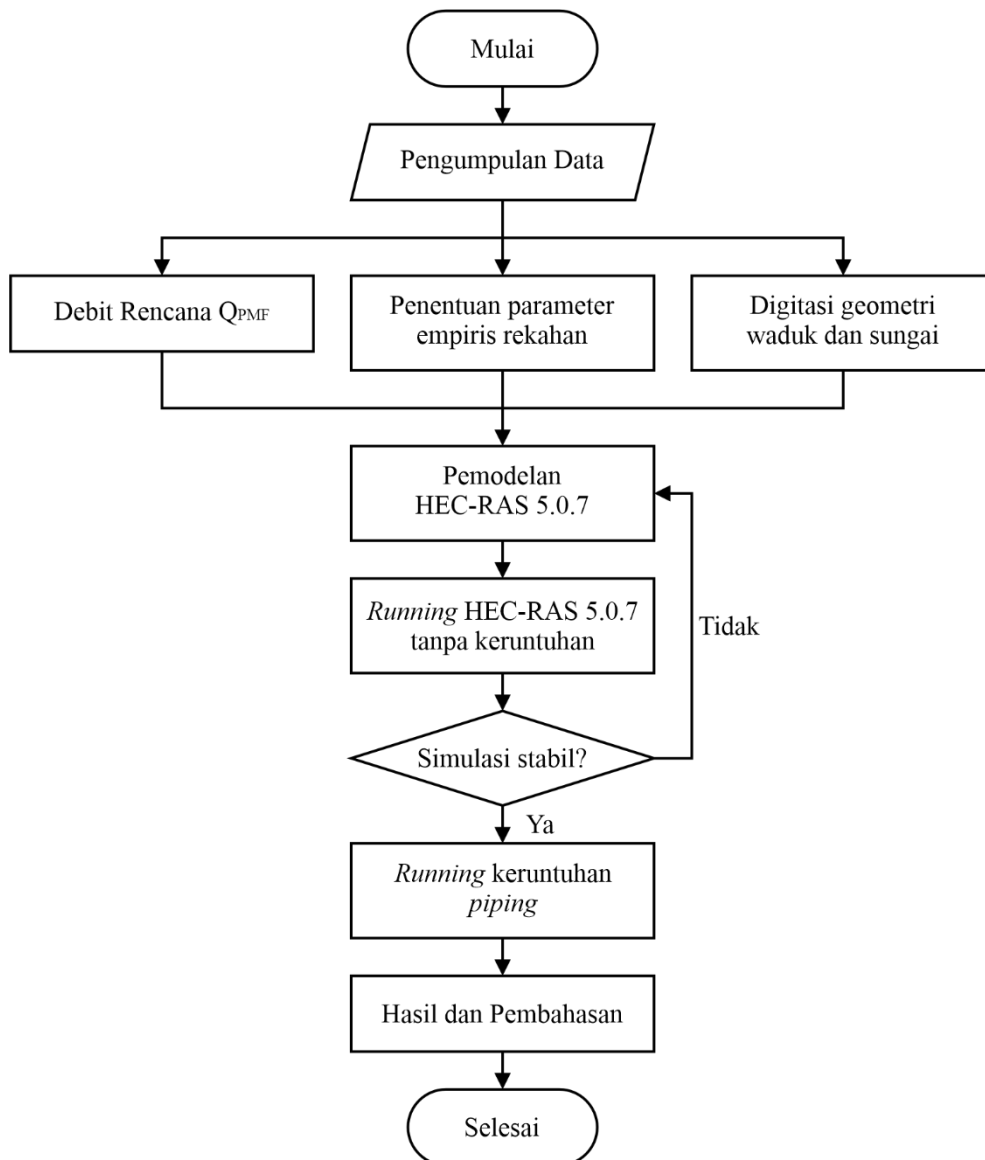 Mulai
Pengumpulan Data
Debit Rencana QPMF
Penentuan parameter
empiris rekahan
Digitasi geometri
waduk dan sungai
Pemodelan
HEC-RAS 5.0.7
Running HEC-RAS 5.0.7
tanpa keruntuhan
Tidak
Simulasi stabil?
Ya
Running keruntuhan
piping
Hasil dan Pembahasan
Selesai